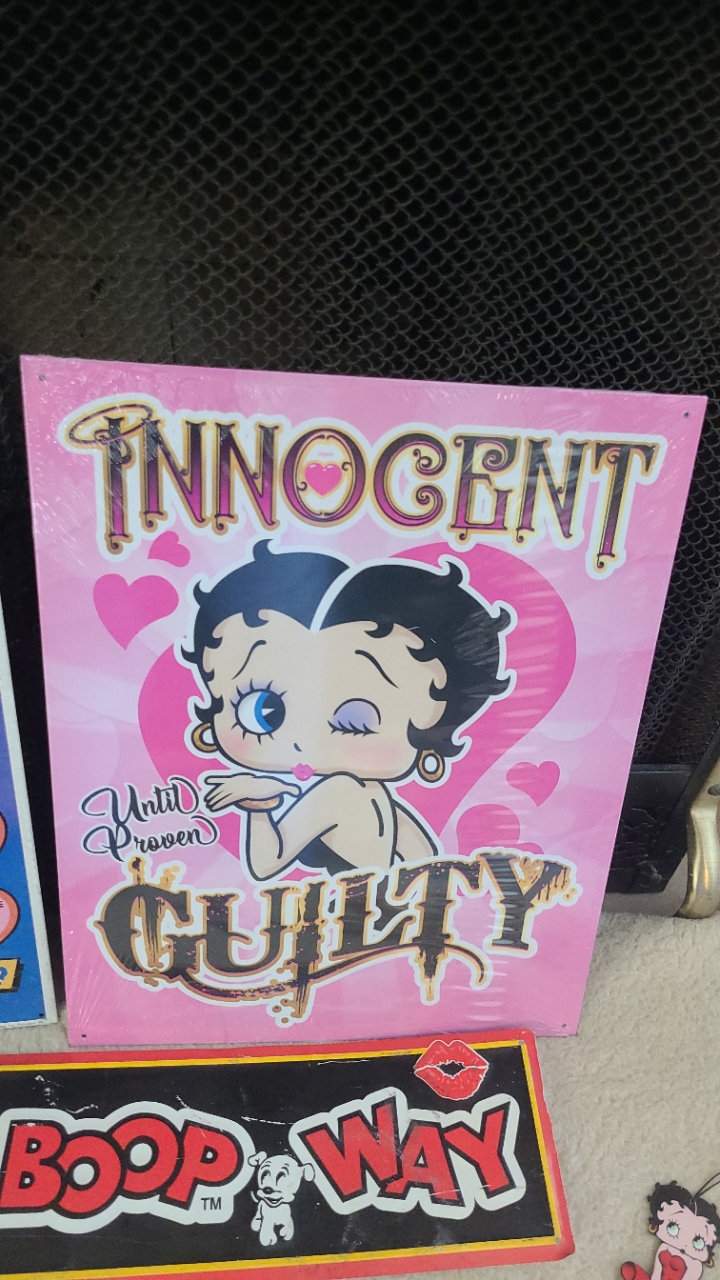 INNOCENT
Until
Proven
GUILTY
BOOP WAY
TM